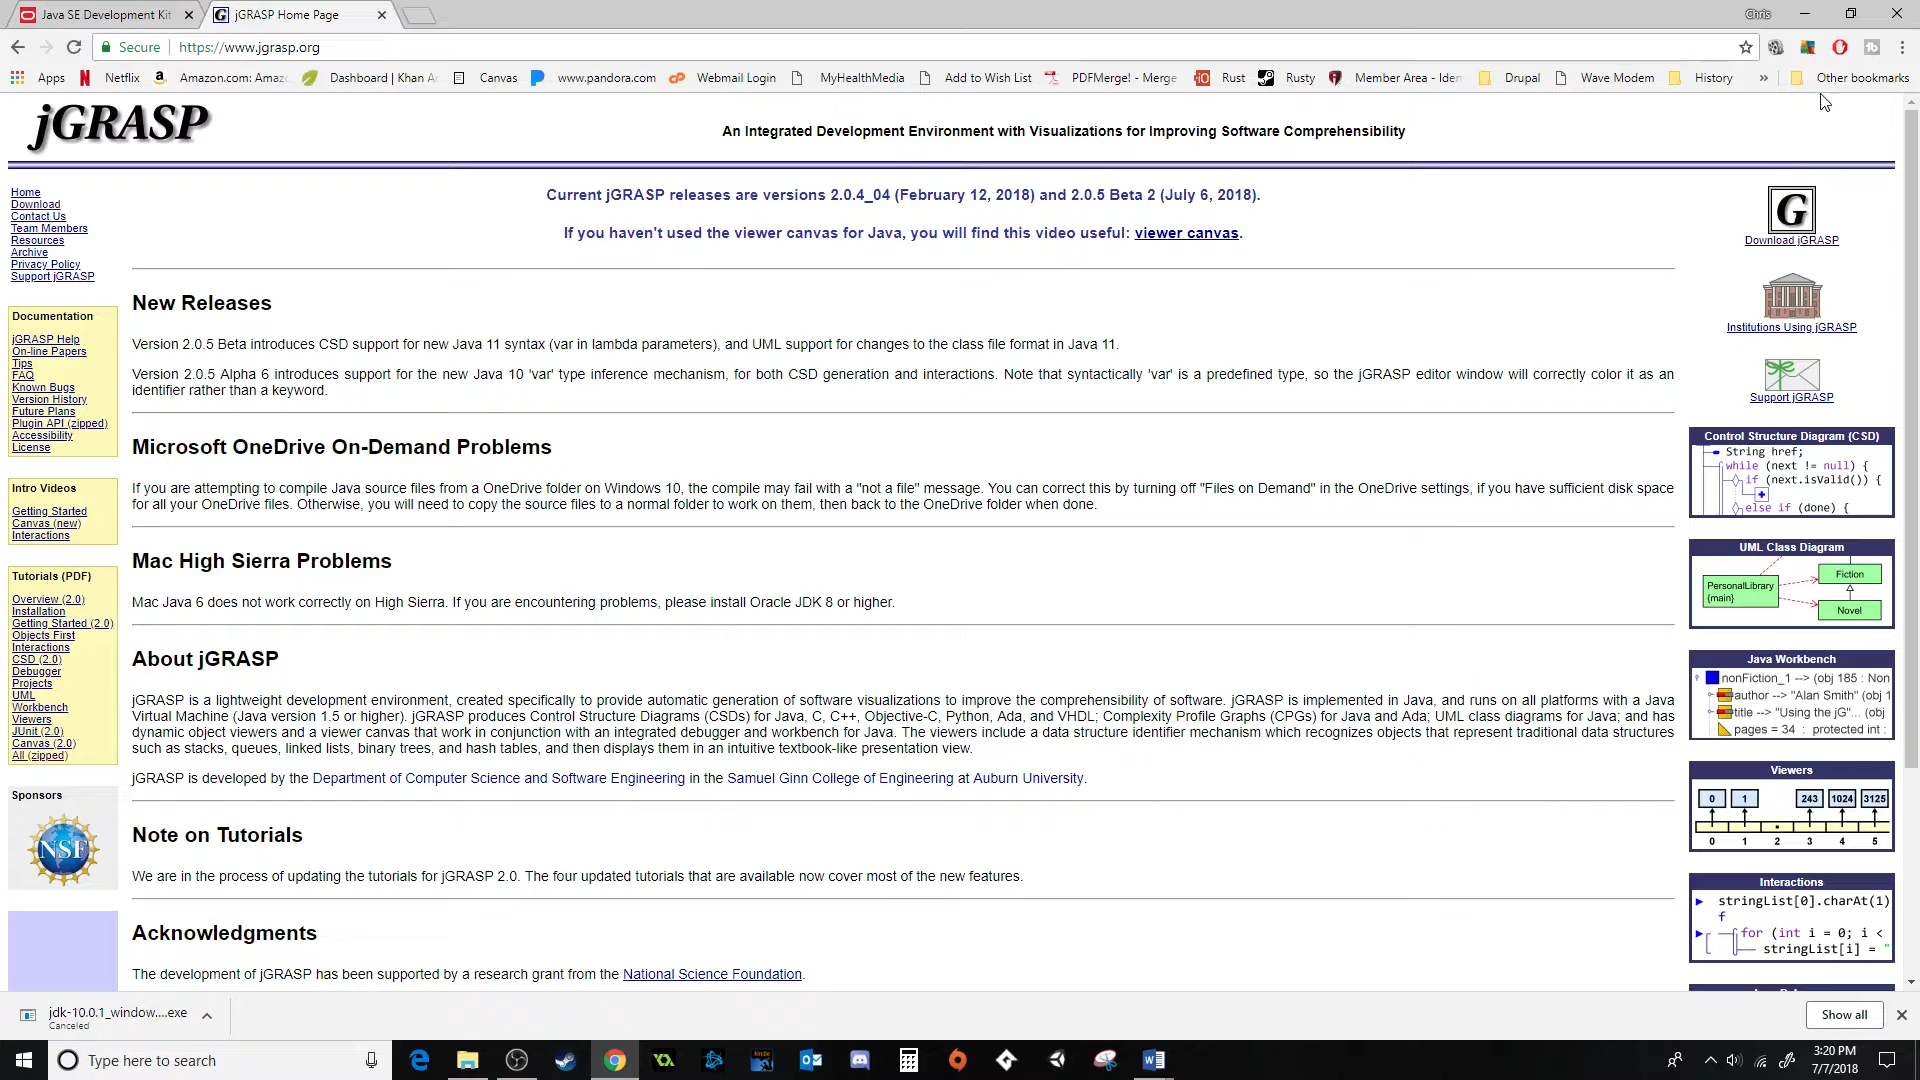 Java SE Development Kit
jGRASP Home Page
Chris
Secure
https://www.jgrasp.org
Apps
Netflix
Amazon.com: Amaz
Dashboard | Khan Ac
Canvas
www.pandora.com
Webmail Login
MyHealthMedia
Add to Wish List
PDFMerge! - Merge
Rust
Rusty
Member Area - Iden
Drupal
Wave Modem
History
»
Other bookmarks
jGRASP
An Integrated Development Environment with Visualizations for Improving Software Comprehensibility
Home
Download
Contact Us
Team Members
Resources
Archive
Privacy Policy
Support jGRASP
Documentation
jGRASP Help
On-line Papers
Tips
FAQ
Known Bugs
Version History
Future Plans
Plugin API (zipped)
Accessibility
License
Intro Videos
Getting Started
Canvas (new)
Interactions
Tutorials (PDF)
Overview (2.0)
Installation
Getting Started (2.0)
Objects First
Interactions
CSD (2.0)
Debugger
Projects
UML
Workbench
Viewers
JUnit (2.0)
Canvas (2.0)
All (zipped)
Sponsors
NSF
Current jGRASP releases are versions 2.0.4_04 (February 12, 2018) and 2.0.5 Beta 2 (July 6, 2018).
If you haven't used the viewer canvas for Java, you will find this video useful: viewer canvas.
New Releases
Version 2.0.5 Beta introduces CSD support for new Java 11 syntax (var in lambda parameters), and UML support for changes to the class file format in Java 11.
Version 2.0.5 Alpha 6 introduces support for the new Java 10 'var' type inference mechanism, for both CSD generation and interactions. Note that syntactically 'var' is a predefined type, so the jGRASP editor window will correctly color it as an
identifier rather than a keyword.
Microsoft OneDrive On-Demand Problems
If you are attempting to compile Java source files from a OneDrive folder on Windows 10, the compile may fail with a "not a file" message. You can correct this by turning off "Files on Demand" in the OneDrive settings, if you have sufficient disk space
for all your OneDrive files. Otherwise, you will need to copy the source files to a normal folder to work on them, then back to the OneDrive folder when done.
Mac High Sierra Problems
Mac Java 6 does not work correctly on High Sierra. If you are encountering problems, please install Oracle JDK 8 or higher.
About jGRASP
jGRASP is a lightweight development environment, created specifically to provide automatic generation of software visualizations to improve the comprehensibility of software. jGRASP is implemented in Java, and runs on all platforms with a Java
Virtual Machine (Java version 1.5 or higher). jGRASP produces Control Structure Diagrams (CSDs) for Java, C, C++, Objective-C, Python, Ada, and VHDL; Complexity Profile Graphs (CPGs) for Java and Ada; UML class diagrams for Java; and has
dynamic object viewers and a viewer canvas that work in conjunction with an integrated debugger and workbench for Java. The viewers include a data structure identifier mechanism which recognizes objects that represent traditional data structures
such as stacks, queues, linked lists, binary trees, and hash tables, and then displays them in an intuitive textbook-like presentation view.
jGRASP is developed by the Department of Computer Science and Software Engineering in the Samuel Ginn College of Engineering at Auburn University.
Note on Tutorials
We are in the process of updating the tutorials for jGRASP 2.0. The four updated tutorials that are available now cover most of the new features.
Acknowledgments
The development of jGRASP has been supported by a research grant from the National Science Foundation.
G
Download jGRASP
Institutions Using jGRASP
Support jGRASP
Control Structure Diagram (CSD)
String href;
while (next != null) {
if (next.isValid()) {
else if (done) {
UML Class Diagram
PersonalLibrary
{main}
Fiction
Novel
Java Workbench
nonFiction_1 --> (obj 185 : Non
author --> "Alan Smith" (obj 1
title --> "Using the jG"... (obj
pages = 34 : protected int :
Viewers
0 1 243 1024 3125
0 1 2 3 4 5
Interactions
stringList[0].charAt(1)
f
for (int i = 0; i <
stringList[i] = "
jdk-10.0.1_window....exe
Canceled
Show all
Type here to search
3:20 PM
7/7/2018